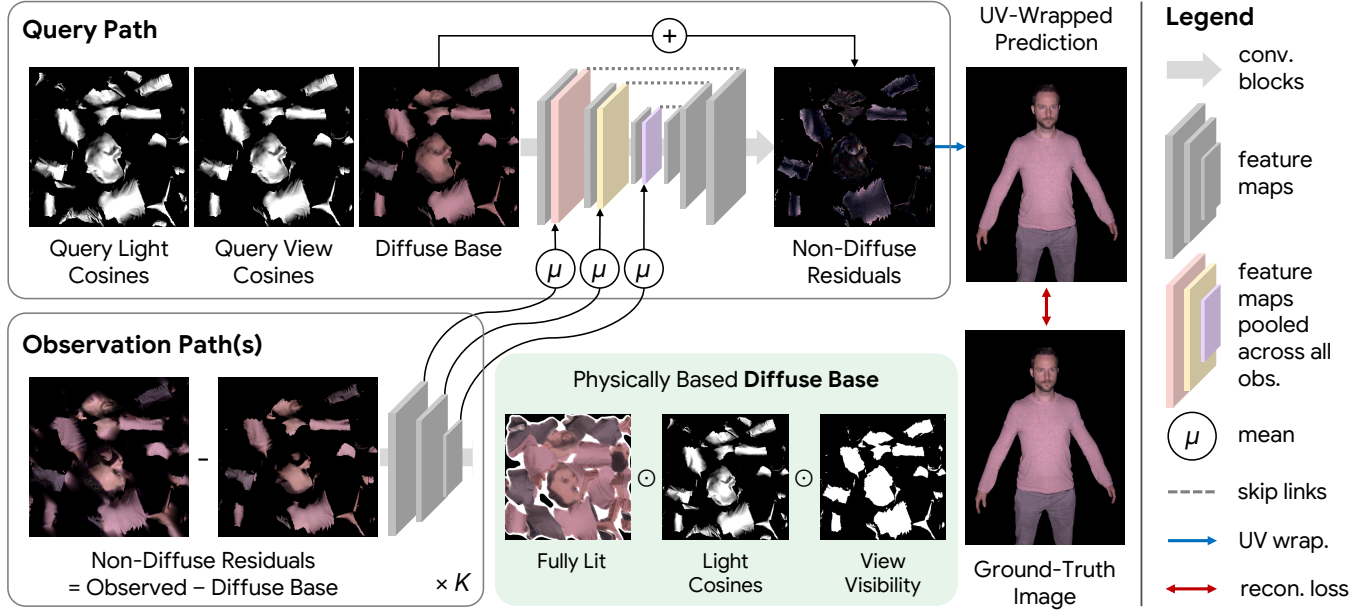 Query Path
+
Query Light
Cosines
Query View
Cosines
Diffuse Base
μ
μ
μ
Non-Diffuse
Residuals
UV-Wrapped
Prediction
Observation Path(s)
-
Non-Diffuse Residuals
= Observed – Diffuse Base
× K
Physically Based Diffuse Base
⊙
⊙
Fully Lit
Light
Cosines
View
Visibility
Ground-Truth
Image
Legend
conv.
blocks
feature
maps
feature
maps
pooled
across all
obs.
μ
mean
skip links
UV wrap.
recon. loss